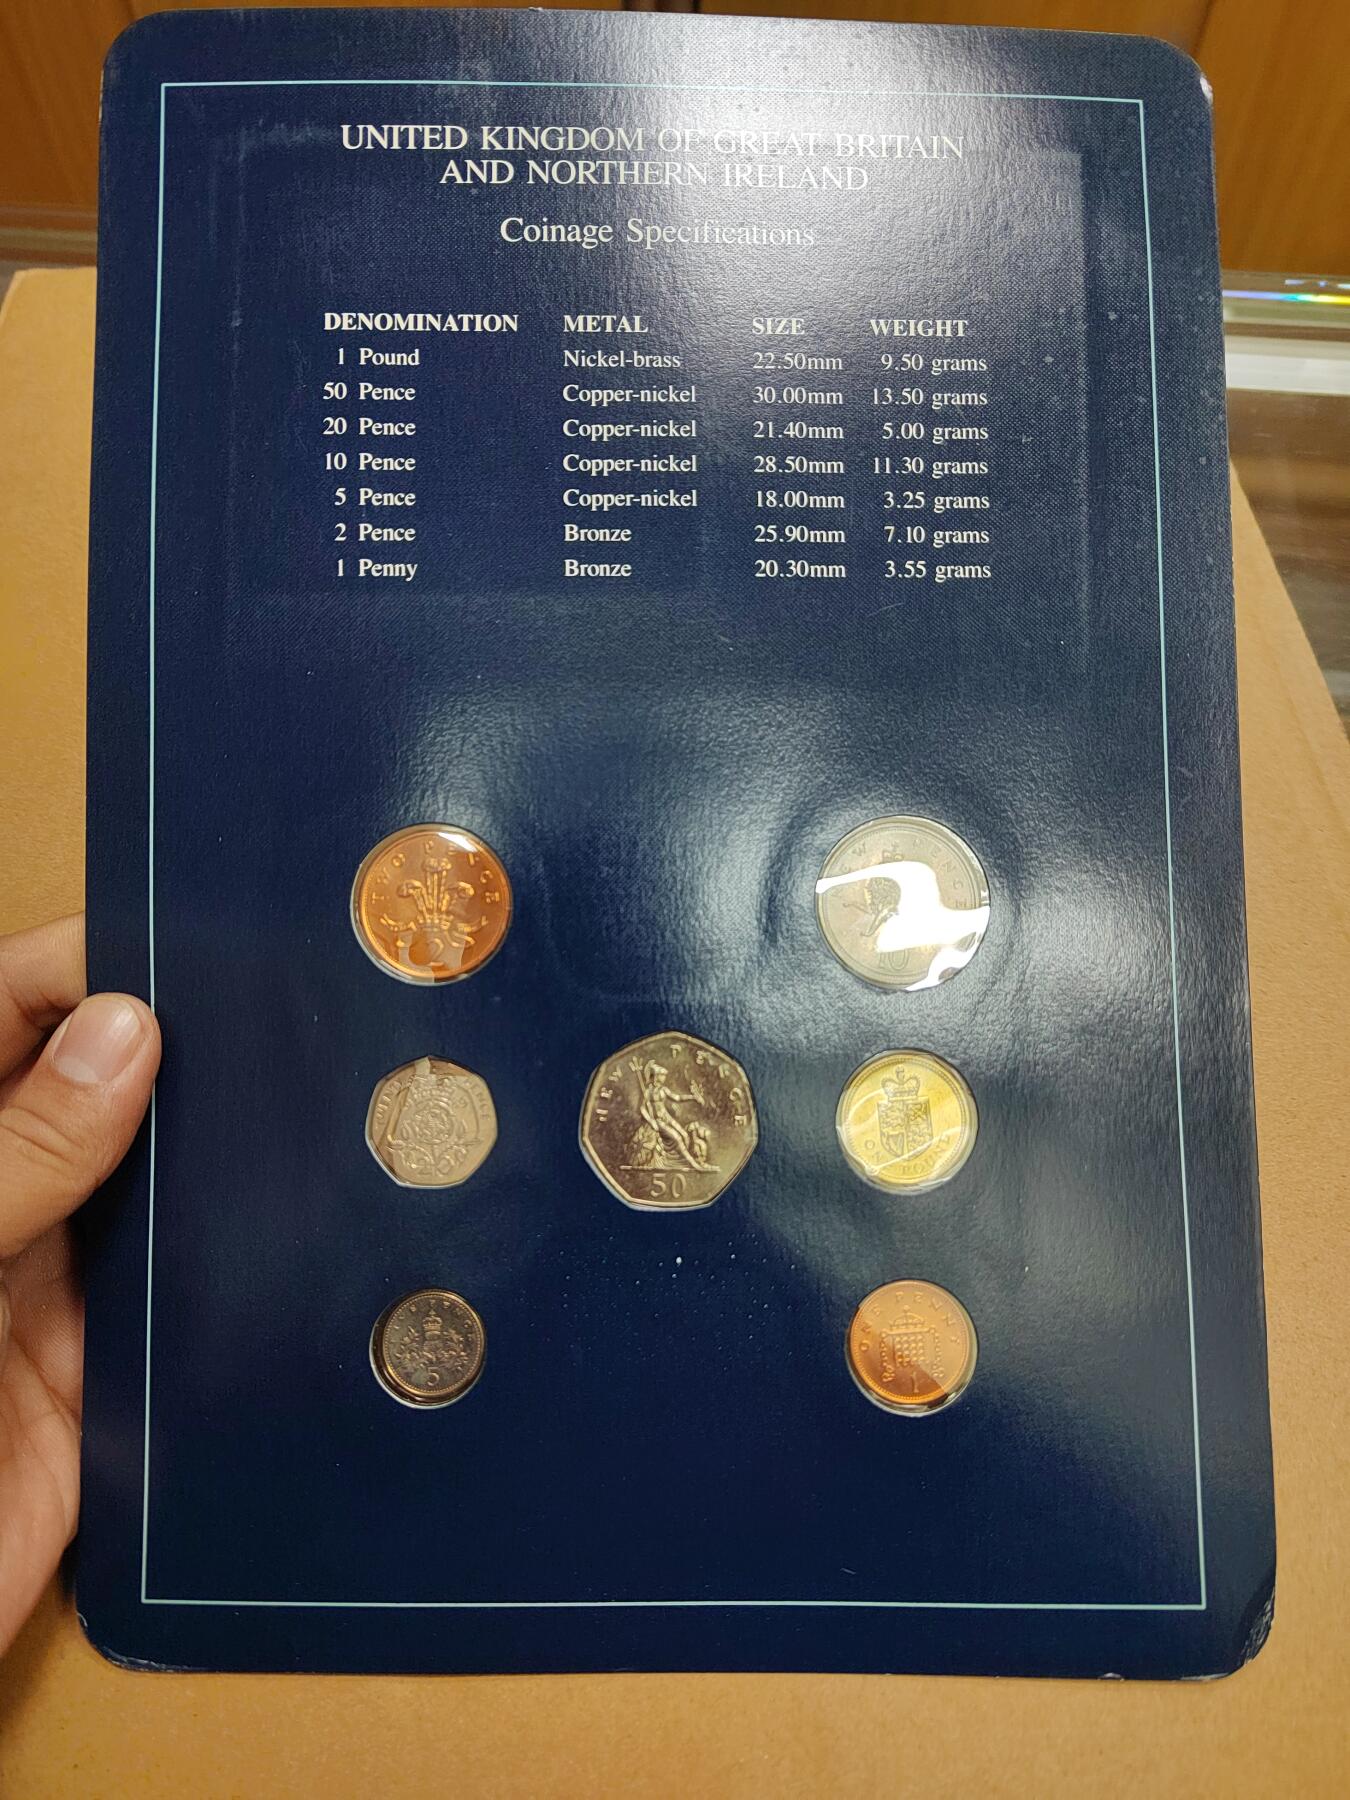 UNITED KINGDOM OF GREAT BRITAIN
AND NORTHERN IRELAND
Coinage Specifications
DENOMINATION METAL SIZE WEIGHT
1 Pound Nickel-brass 22.50mm 9.50 grams
50 Pence Copper-nickel 30.00mm 13.50 grams
20 Pence Copper-nickel 21.40mm 5.00 grams
10 Pence Copper-nickel 28.50mm 11.30 grams
5 Pence Copper-nickel 18.00mm 3.25 grams
2 Pence Bronze 25.90mm 7.10 grams
1 Penny Bronze 20.30mm 3.55 grams
TWO PENCE
2
PENCE
10
20
NEW PENCE
50
ONE POUND
PENCE
5
ONE PENNY
1